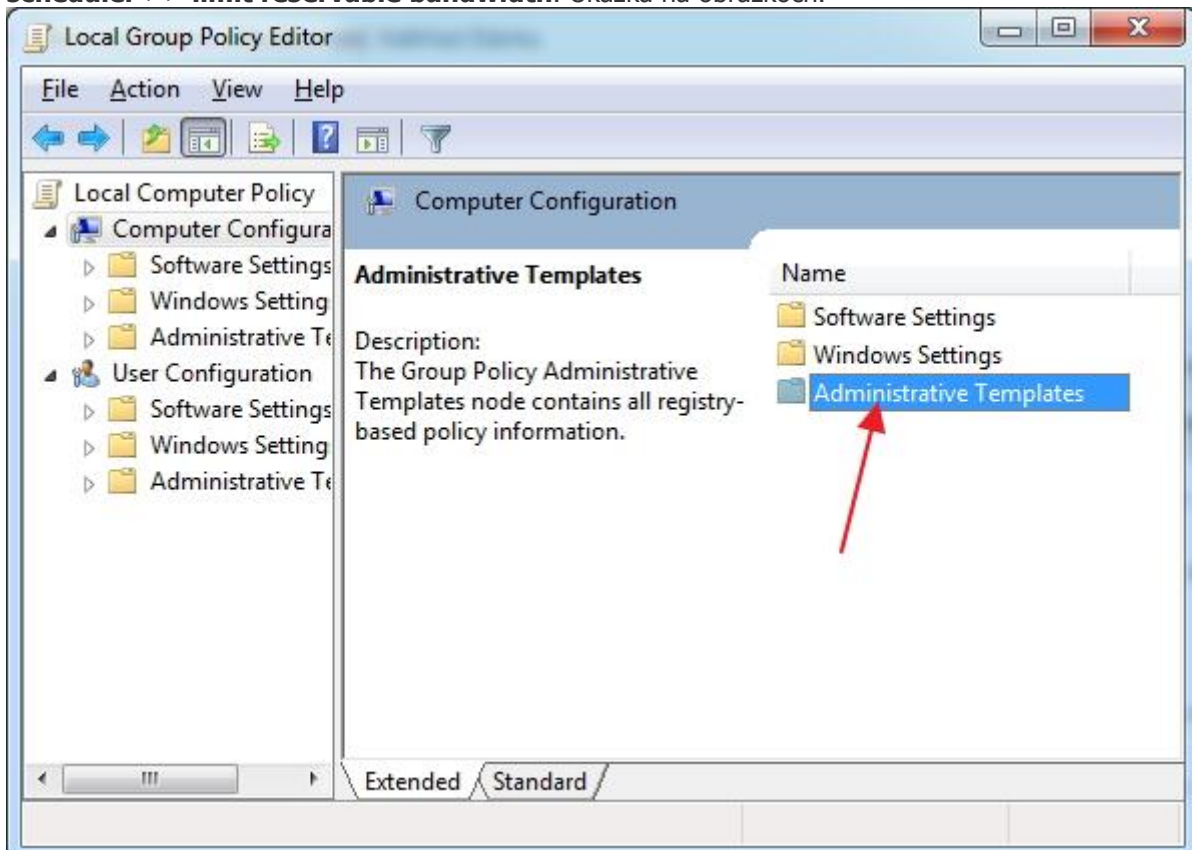 Local Group Policy Editor
File Action View Help
Local Computer Policy
Computer Configura
Software Settings
Windows Setting
Administrative Te
User Configuration
Software Settings
Windows Setting
Administrative Te
Computer Configuration
Administrative Templates
Description:
The Group Policy Administrative
Templates node contains all registry-
based policy information.
Name
Software Settings
Windows Settings
Administrative Templates
Extended Standard